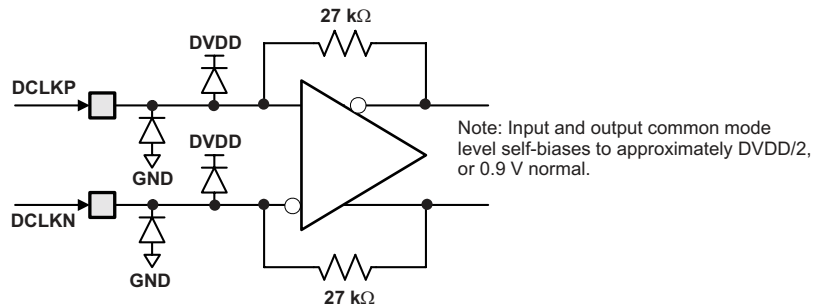 27 kΩ
DVDD
DCLKP
GND
DVDD
Note: Input and output common mode
level self-biases to approximately DVDD/2,
or 0.9 V normal.
DCLKN
GND
27 kΩ